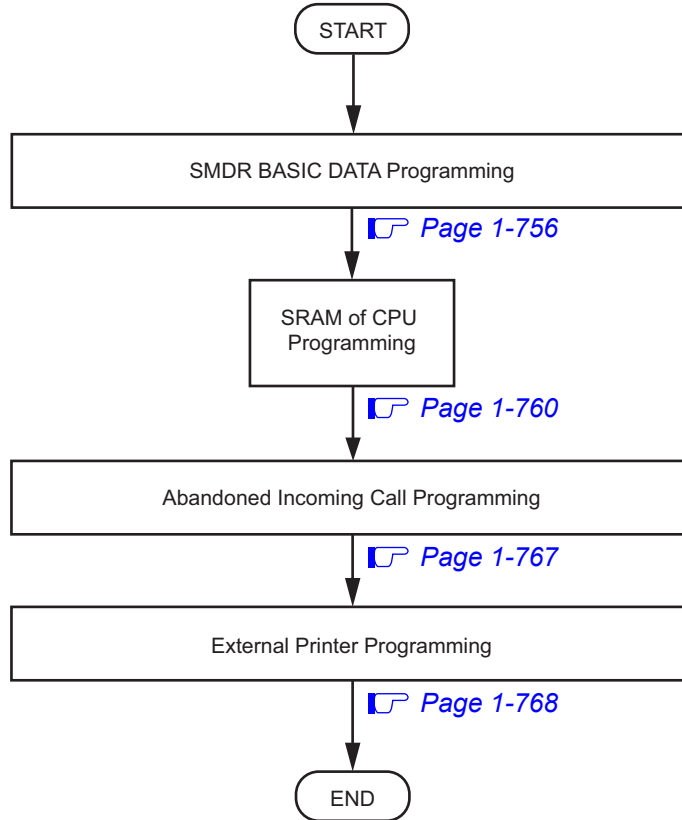 START
SMDR BASIC DATA Programming
Page 1-756
SRAM of CPU
Programming
Page 1-760
Abandoned Incoming Call Programming
Page 1-767
External Printer Programming
Page 1-768
END